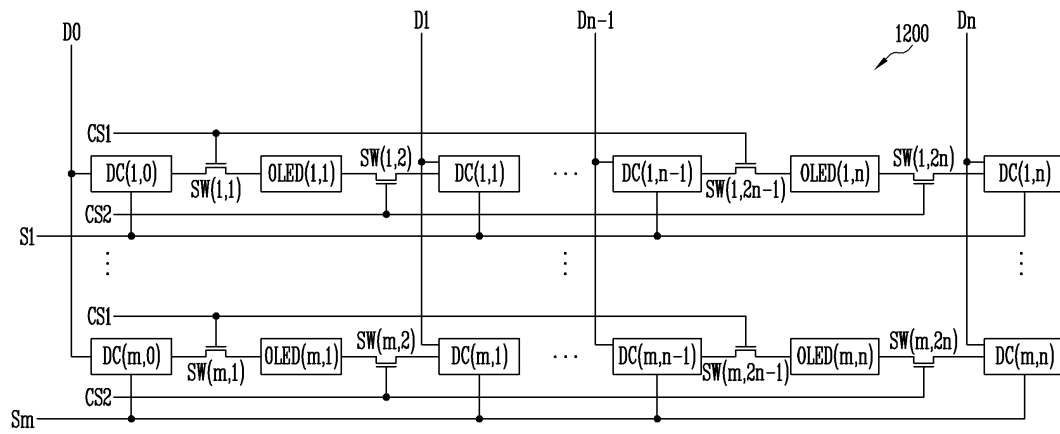 D0 D1 Dn-1 Dn
1200
CS1
DC(1,0) SW(1,1) OLED(1,1) SW(1,2) DC(1,1) ... DC(1,n-1) SW(1,2n-1) OLED(1,n) SW(1,2n) DC(1,n)
CS2
S1
CS1
DC(m,0) SW(m,1) OLED(m,1) SW(m,2) DC(m,1) ... DC(m,n-1) SW(m,2n-1) OLED(m,n) SW(m,2n) DC(m,n)
CS2
Sm